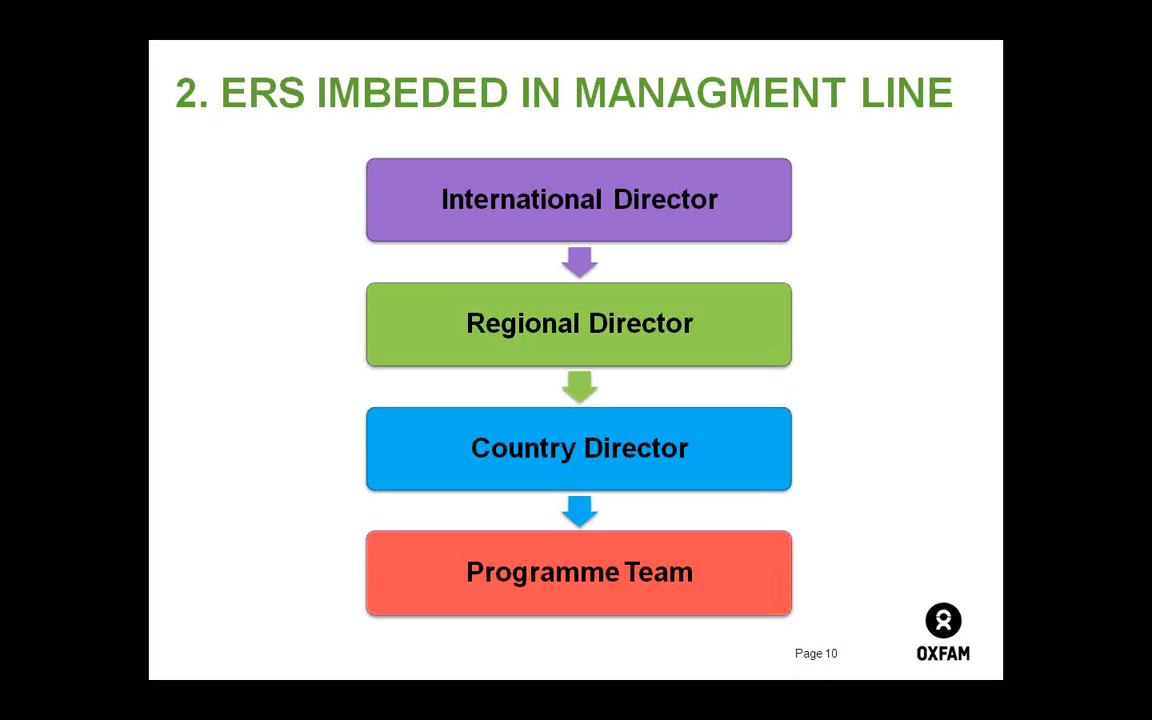 2. ERS IMBEDED IN MANAGMENT LINE
International Director
Regional Director
Country Director
Programme Team
Page 10
OXFAM